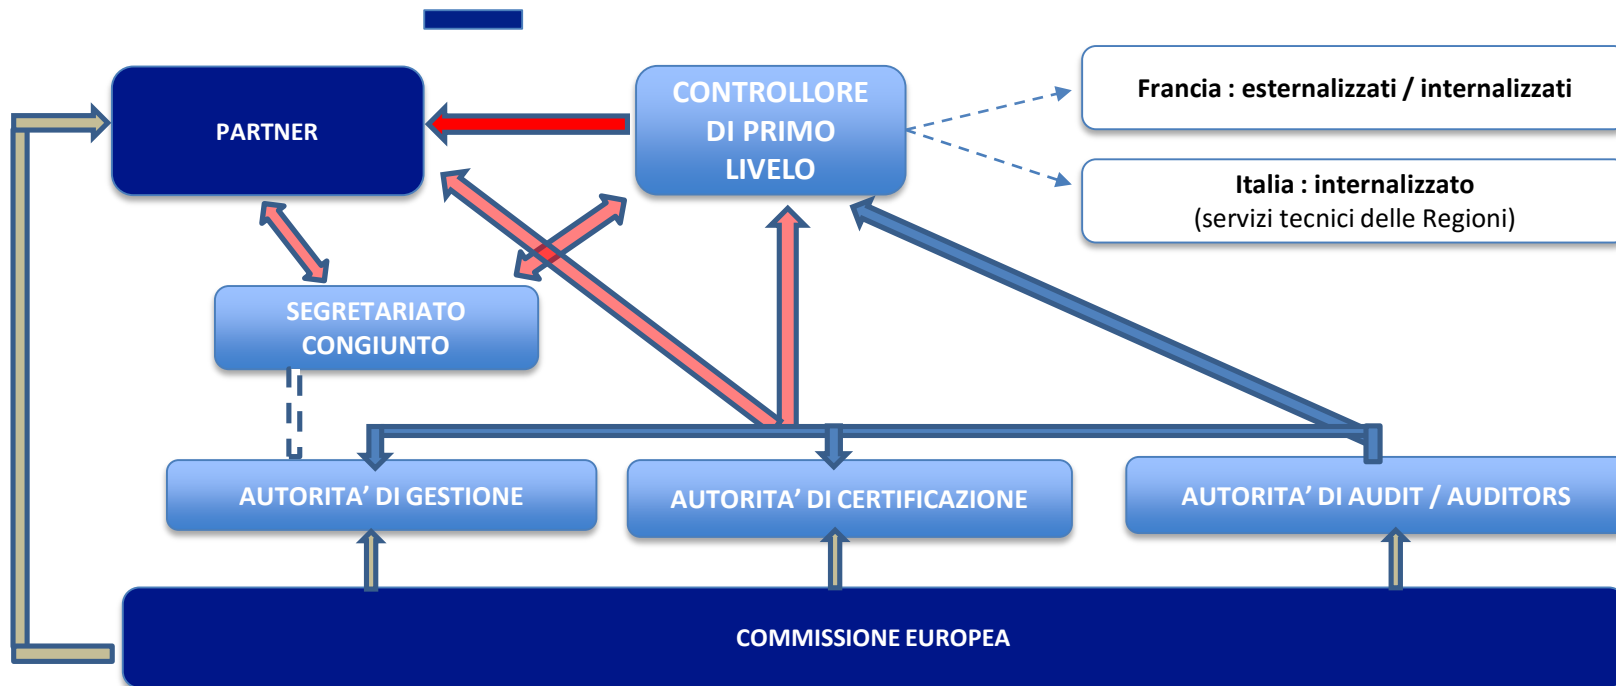 PARTNER
CONTROLLORE
DI PRIMO
LIVELO
Francia : esternalizzati / internalizzati
Italia : internalizzato
(servizi tecnici delle Regioni)
SEGRETARIATO
CONGIUNTO
AUTORITA’ DI GESTIONE
AUTORITA’ DI CERTIFICAZIONE
AUTORITA’ DI AUDIT / AUDITORS
COMMISSIONE EUROPEA